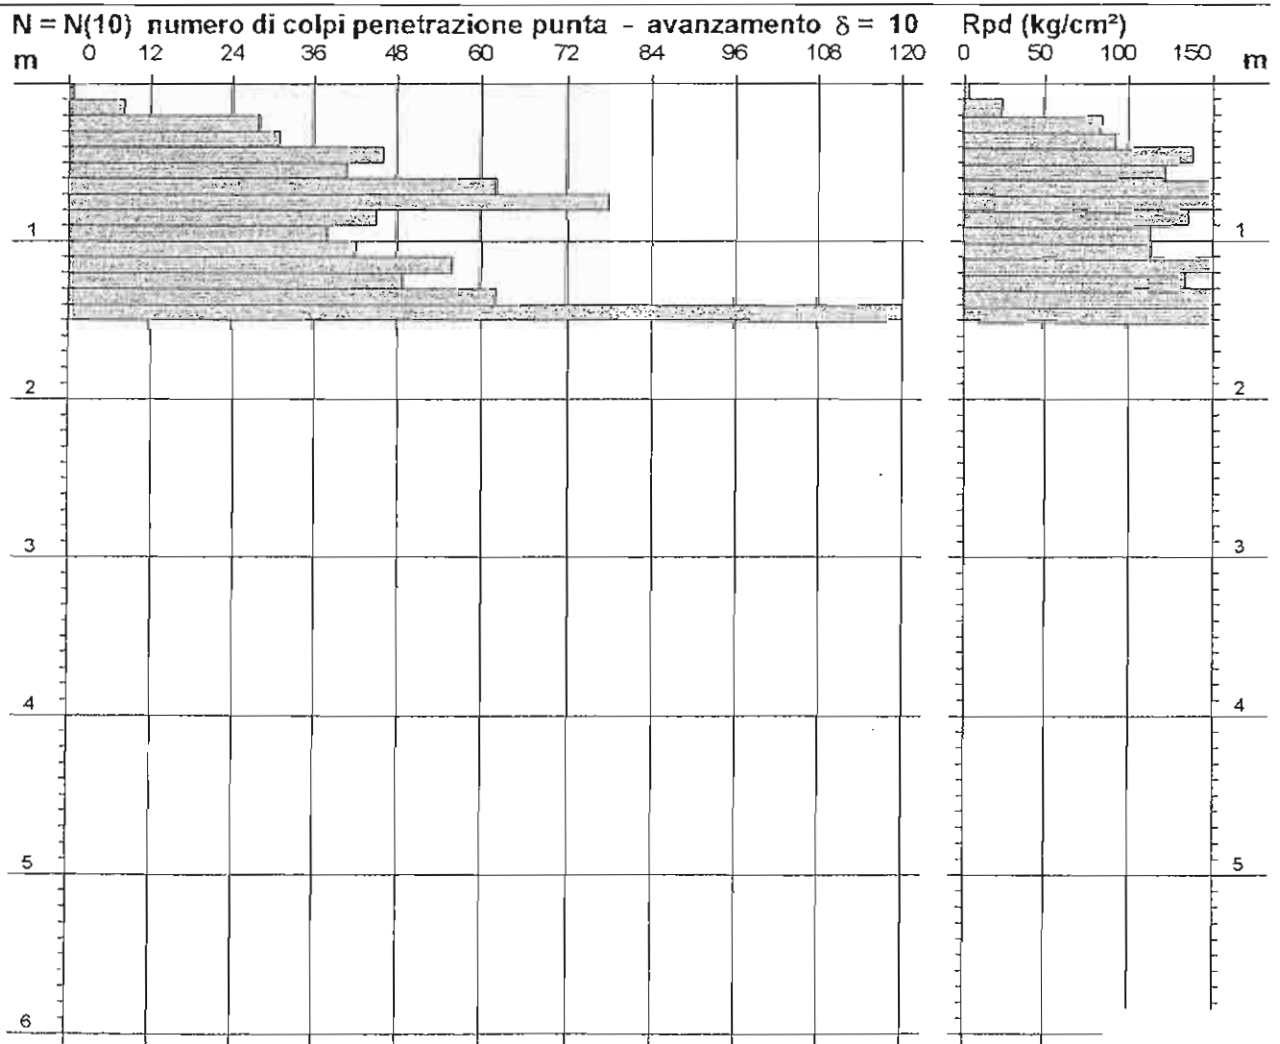 N = N(10) numero di colpi penetrazione punta - avanzamento δ = 10
Rpd (kg/cm²)
m 0 12 24 36 48 60 72 84 96 108 120
0 50 100 150 m
1 1
2 2
3 3
4 4
5 5
6